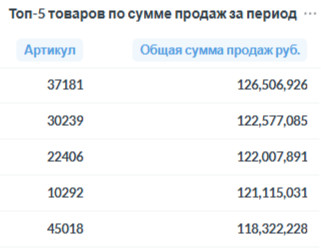 Топ-5 товаров по сумме продаж за период ...
Артикул Общая сумма продаж руб.
37181 126,506,926
30239 122,577,085
22406 122,007,891
10292 121,115,031
45018 118,322,228